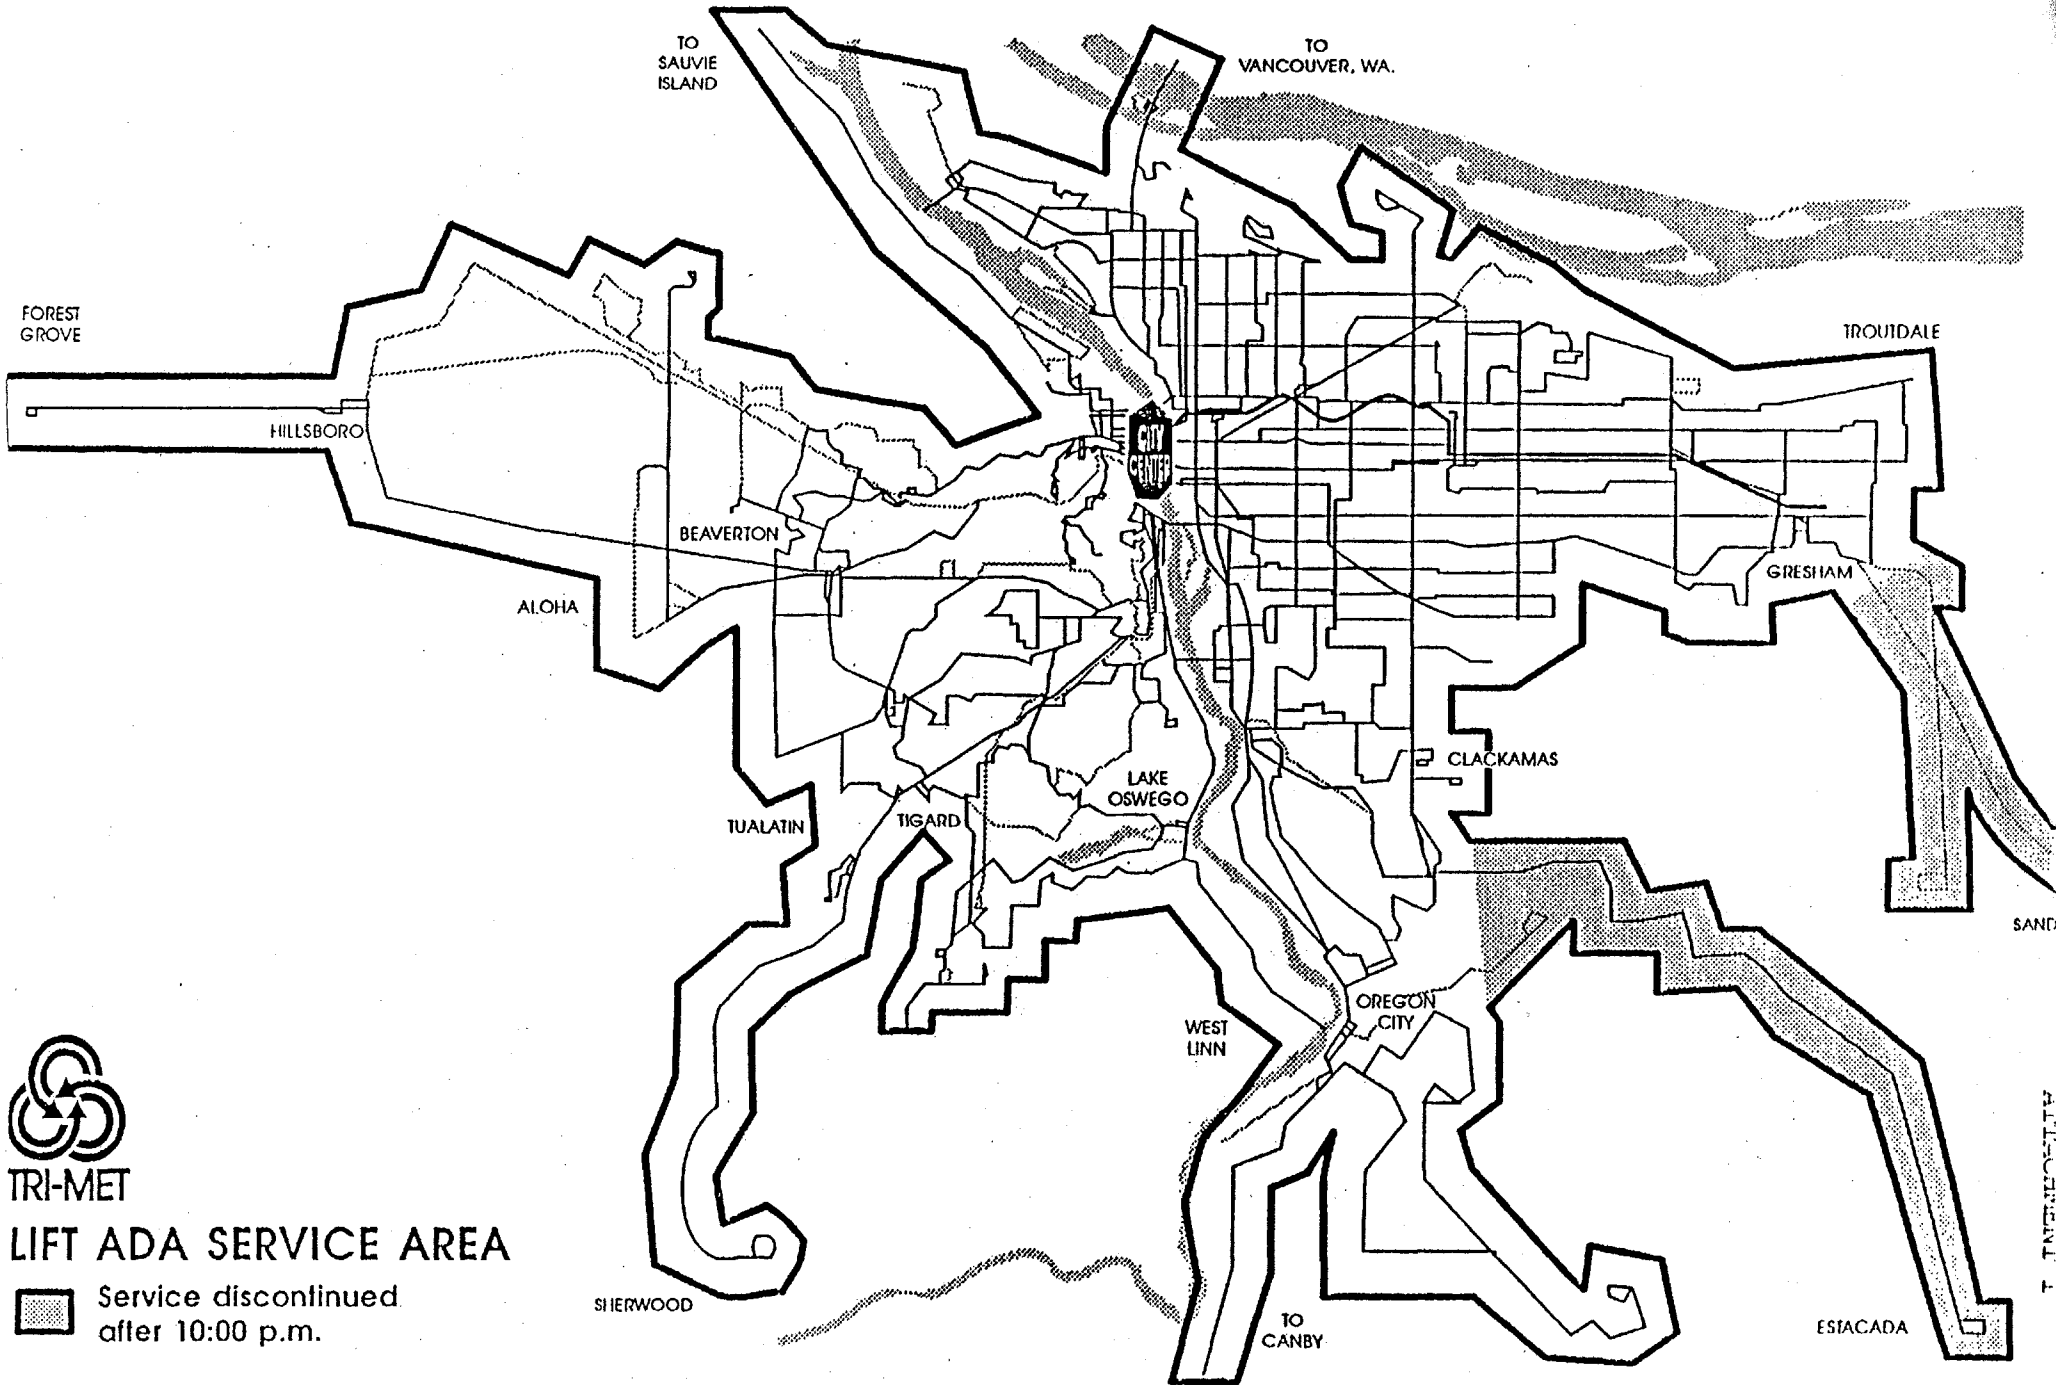 TO
SAUVIE
ISLAND
TO
VANCOUVER, WA.
FOREST
GROVE
TROUTDALE
HILLSBORO
CITY
CENTER
BEAVERTON
GRESHAM
ALOHA
CLACKAMAS
LAKE
OSWEGO
TUALATIN
TIGARD
SAND
OREGON
CITY
WEST
LINN
TRI-MET
LIFT ADA SERVICE AREA
Service discontinued
after 10:00 p.m.
SHERWOOD
TO
CANBY
ESTACADA